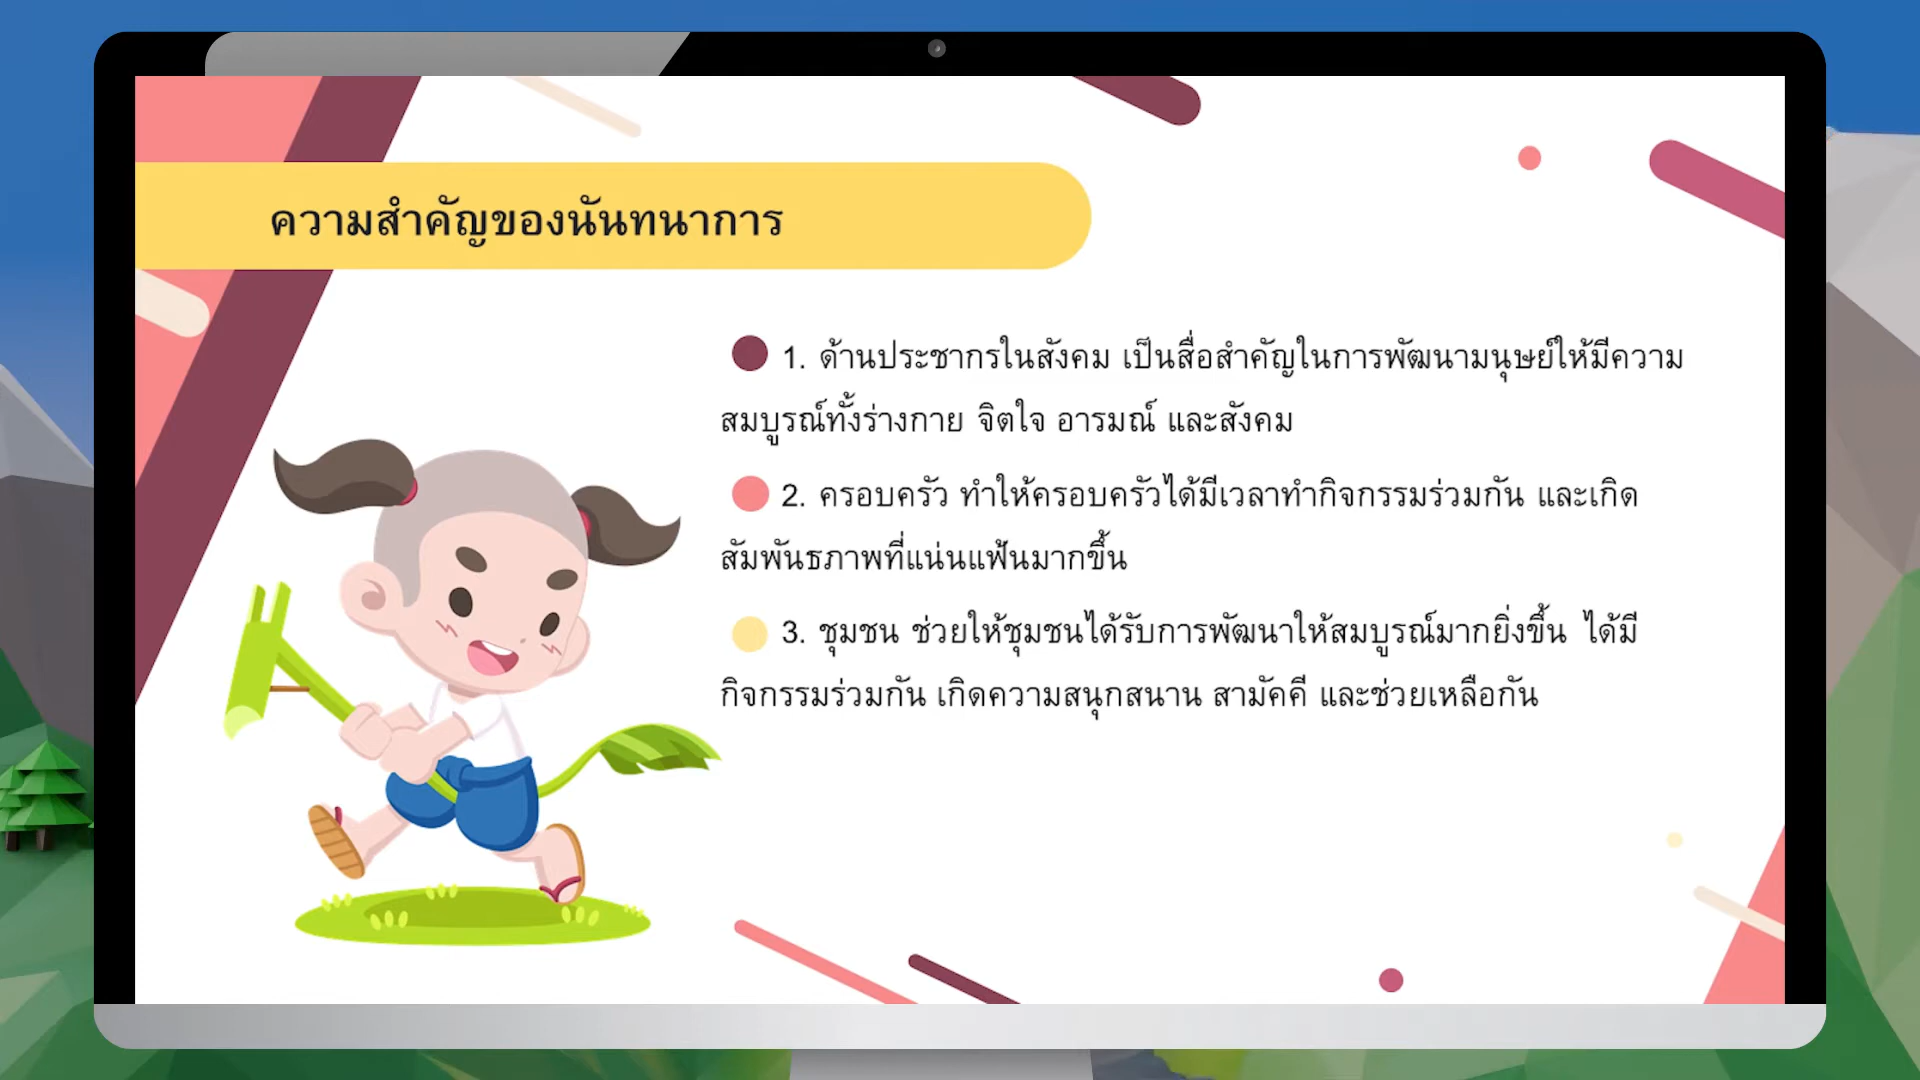 ความสำคัญของนันทนาการ
1. ด้านประชากรในสังคม เป็นสื่อสำคัญในการพัฒนามนุษย์ให้มีความ
สมบูรณ์ทั้งร่างกาย จิตใจ อารมณ์ และสังคม
2. ครอบครัว ทำให้ครอบครัวได้มีเวลาทำกิจกรรมร่วมกัน และเกิด
สัมพันธภาพที่แน่นแฟ้นมากขึ้น
3. ชุมชน ช่วยให้ชุมชนได้รับการพัฒนาให้สมบูรณ์มากยิ่งขึ้น ได้มี
กิจกรรมร่วมกัน เกิดความสนุกสนาน สามัคคี และช่วยเหลือกัน